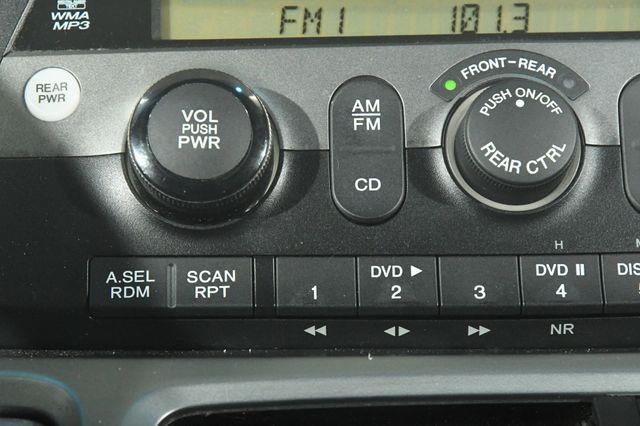 WMA
MP3
FM1 101.3
REAR
PWR
VOL
PUSH
PWR
AM
FM
CD
FRONT-REAR
PUSH ON/OFF
REAR CTRL
A.SEL
RDM
SCAN
RPT
1
DVD ▶
2
3
H
DVD ⏸
4
DIS
◀◀
◀▶
▶▶
NR